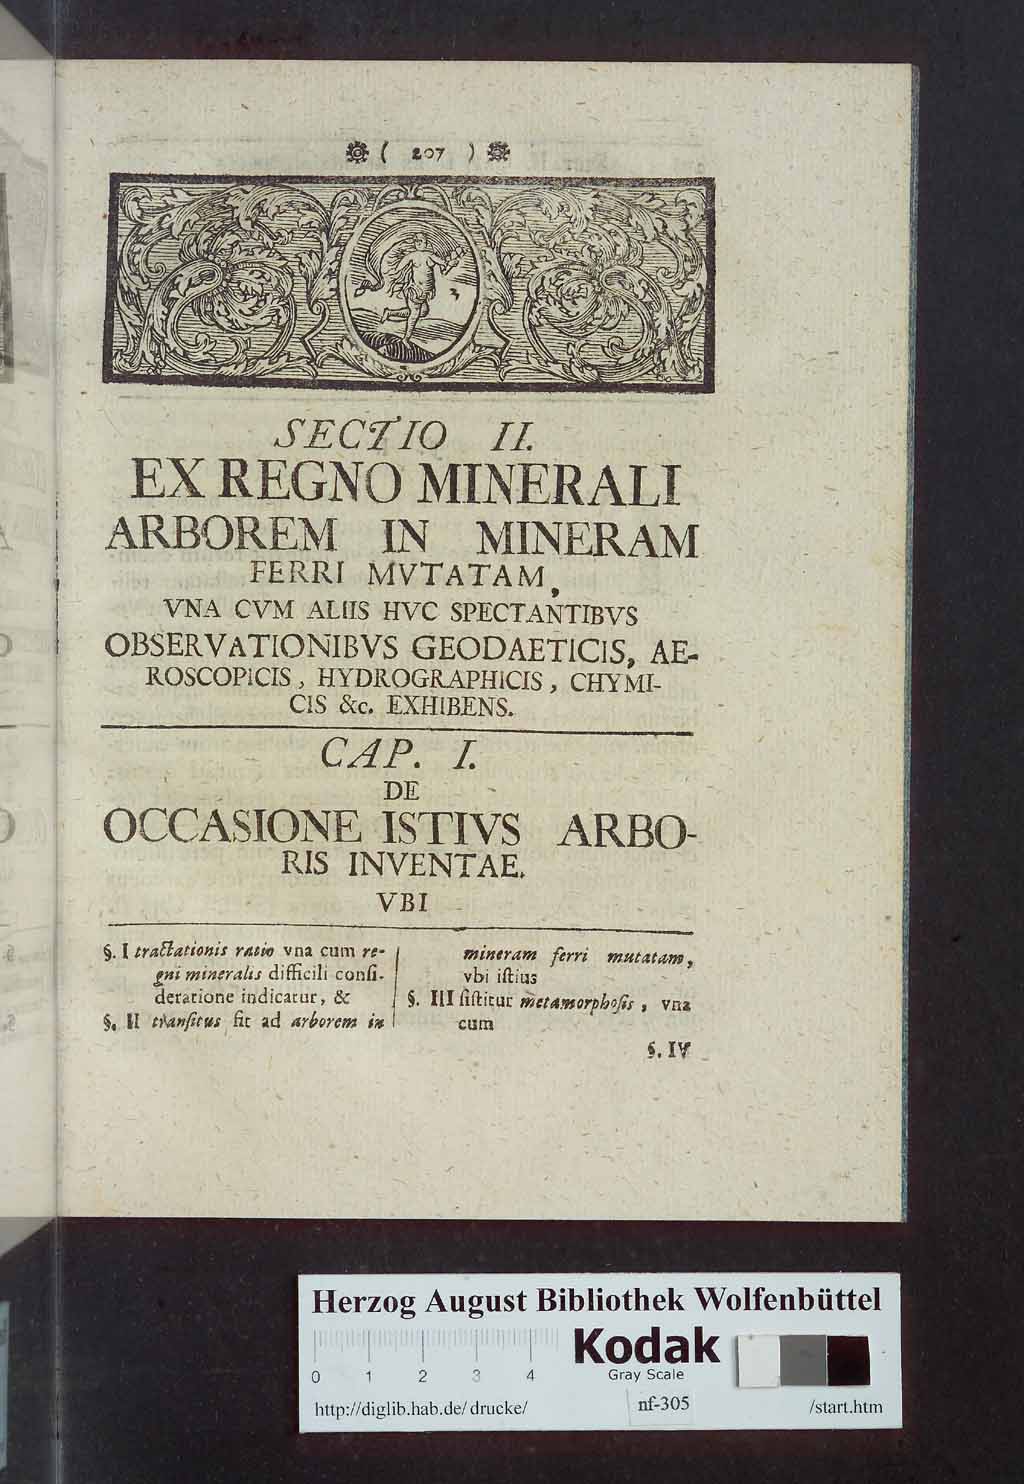 ( 207 )
SECTIO II.
EX REGNO MINERALI
ARBOREM IN MINERAM
FERRI MVTATAM,
VNA CVM ALIIS HVC SPECTANTIBVS
OBSERVATIONIBVS GEODAETICIS, AE-
ROSCOPICIS, HYDROGRAPHICIS, CHYMI-
CIS &c. EXHIBENS.
CAP. I.
DE
OCCASIONE ISTIVS ARBO-
RIS INVENTAE.
VBI
§. I tractationis ratio vna cum re-
gni mineralis difficili conſi-
deratione indicatur, &
§. II tranſitus fit ad arborem in
mineram ferri mutatam,
vbi iſtius
§. III ſiſtitur metamorphoſis, vna
cum
§. IV
Herzog August Bibliothek Wolfenbüttel
Kodak
Gray Scale
0 1 2 3 4
http://diglib.hab.de/drucke/ nf-305 /start.htm